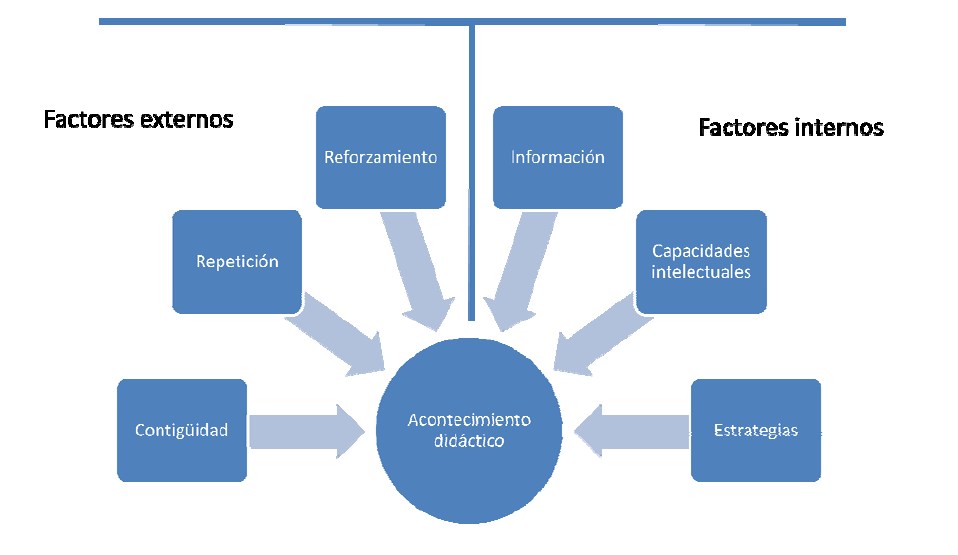 Factores externos
Factores internos
Reforzamiento
Información
Repetición
Capacidades
intelectuales
Contigüidad
Acontecimiento
didáctico
Estrategias